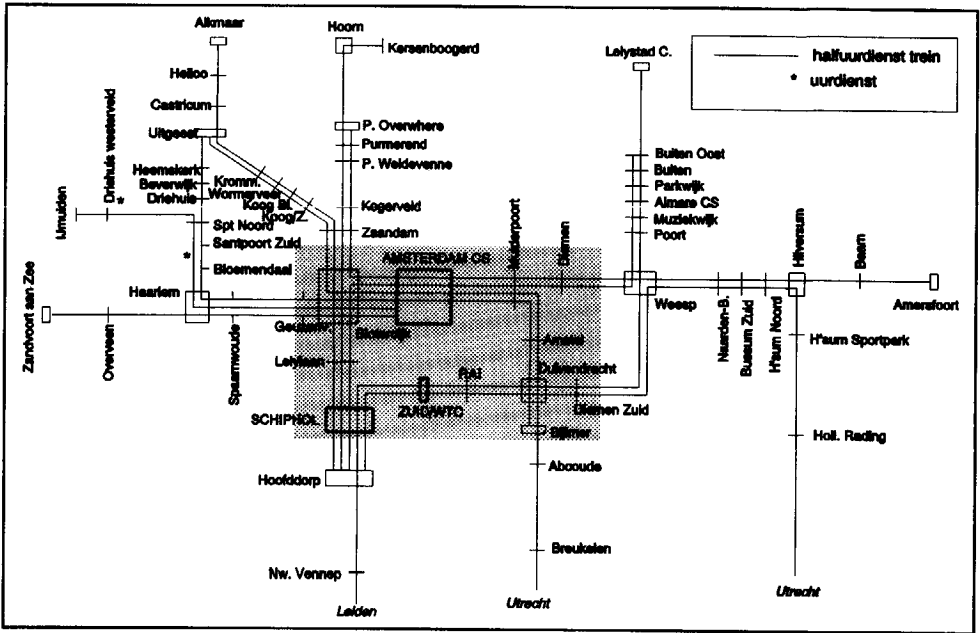 Alkmaar
Hoorn
Kersenboogerd
Lelystad C.
halfuurdienst trein
* uurdienst
Heiloo
Castricum
Uitgeest
P. Overwhere
Purmerend
P. Weidevenne
Driehuis westerveld
*
Heemskerk
Beverwijk
Driehuis
Kromm.
Wormerveer
Koog Bl.
Koog/Z.
Kogerveld
Buiten Oost
Buiten
Parkwijk
Almare CS
Muziekwijk
Poort
IJmuiden
Spt Noord
Santpoort Zuid
Zaandam
*
Bloemendaal
AMSTERDAM CS
Muiderpoort
Diemen
Hilversum
Baarn
Haarlem
Weesp
Amersfoort
Zandvoort aan Zee
Overveen
Spaarnwoude
Sloterdijk
Naarden-B.
Bussum Zuid
H'sum Noord
Amstel
H'sum Sportpark
Lelylaan
RAI
Duivendrecht
SCHIPHOL
ZUID/WTC
Diemen Zuid
Bijlmer
Holl. Rading
Hoofddorp
Abcoude
Breukelen
Nw. Vennep
Leiden
Utrecht
Utrecht